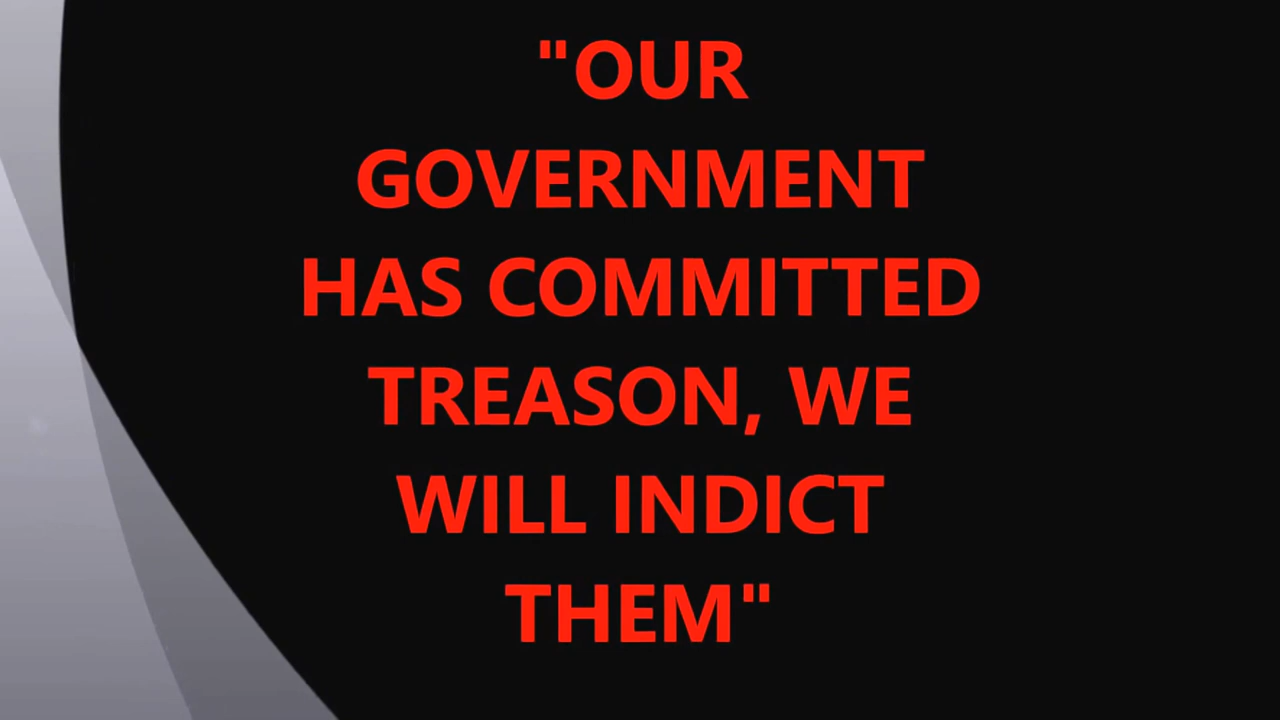 "OUR
GOVERNMENT
HAS COMMITTED
TREASON, WE
WILL INDICT
THEM"